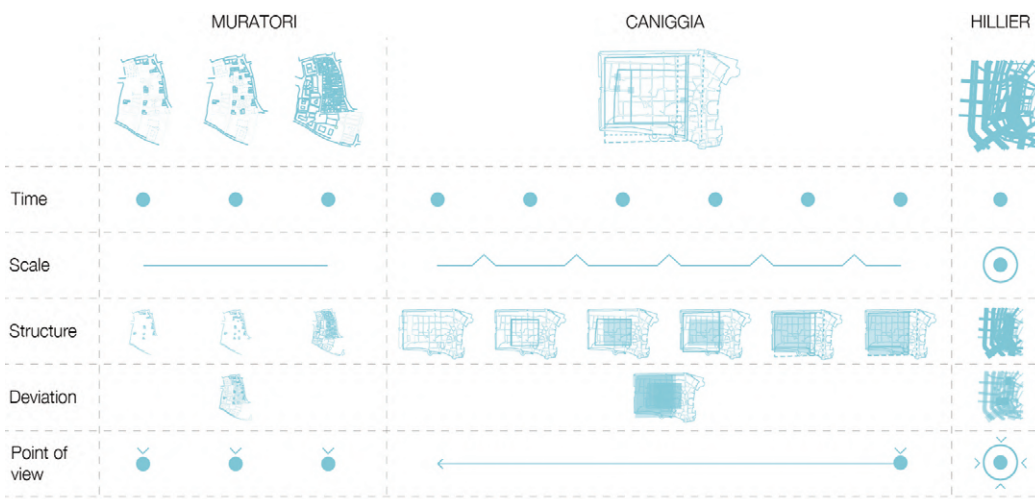 MURATORI
CANIGGIA
HILLIER
Time
Scale
Structure
Deviation
Point of
view